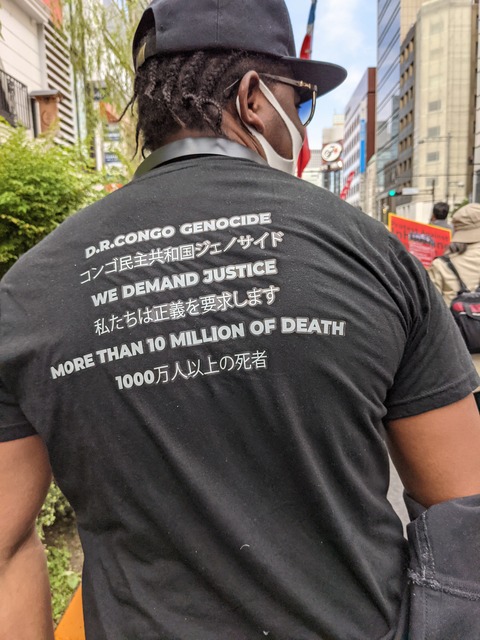 D.R.CONGO GENOCIDE
コンゴ民主共和国ジェノサイド
WE DEMAND JUSTICE
私たちは正義を要求します
MORE THAN 10 MILLION OF DEATH
1000万人以上の死者